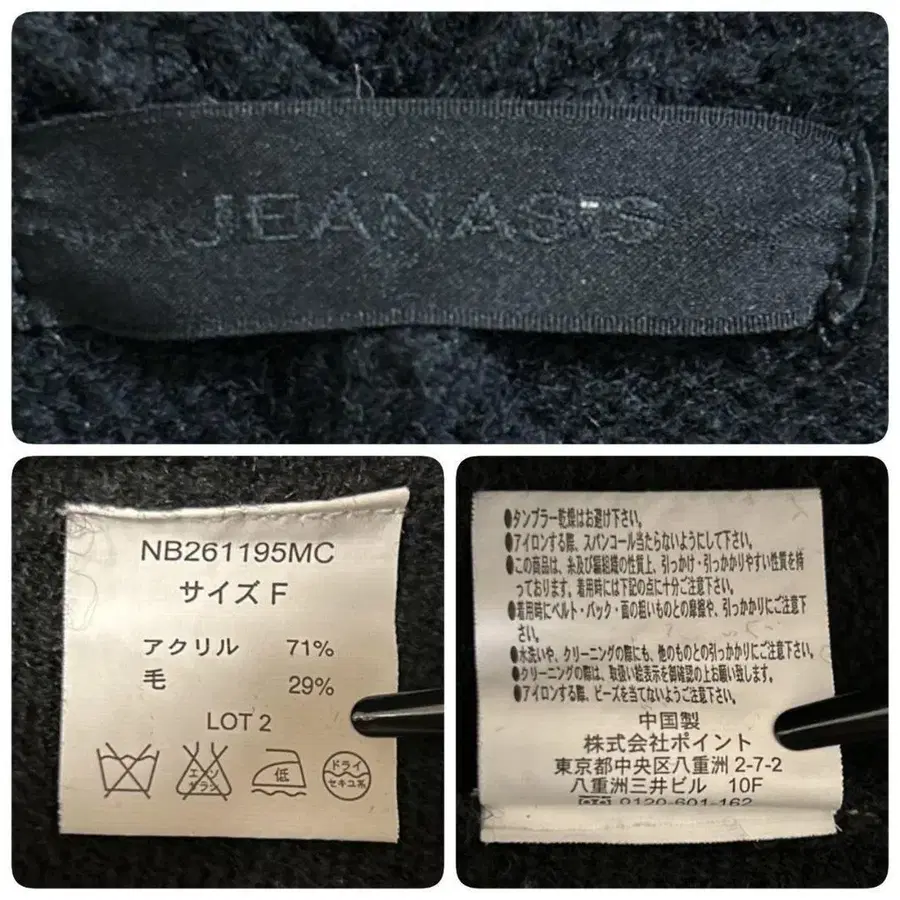 JEANASIS
NB261195MC
サイズ F
アクリル 71%
毛 29%
LOT 2
エンソ
サラシ
低
ドライ
セキユ系
●タンブラー乾燥はお避け下さい。
●アイロンする際、スパンコール当たらないようにして下さい。
●この商品は、糸及び編組織の性質上、引っかけ・引っかかりやすい性質を持
っております。着用時には下記の点に十分ご注意下さい。
●着用時にベルト・バック・面の粗いものとの摩擦や、引っかかりにご注意下
さい。
●水洗いや、クリーニングの際にも、他のものとの引っかかりにご注意下さい。
●クリーニングの際は、取扱い絵表示を御確認の上お願い致します。
●アイロンする際、ビーズを当てないようご注意下さい。
中国製
株式会社ポイント
東京都中央区八重洲 2-7-2
八重洲三井ビル 10F
0120-601-162